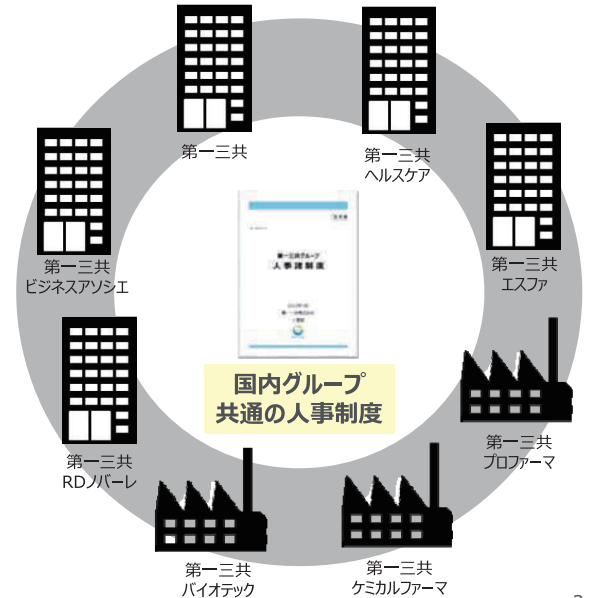 第一三共
第一三共
ヘルスケア
第一三共
エスファ
第一三共
プロファーマ
第一三共
ケミカルファーマ
第一三共
バイオテック
第一三共
RDノバーレ
第一三共
ビジネスアソシエ
第一三共グループ
人事諸制度
国内グループ
共通の人事制度